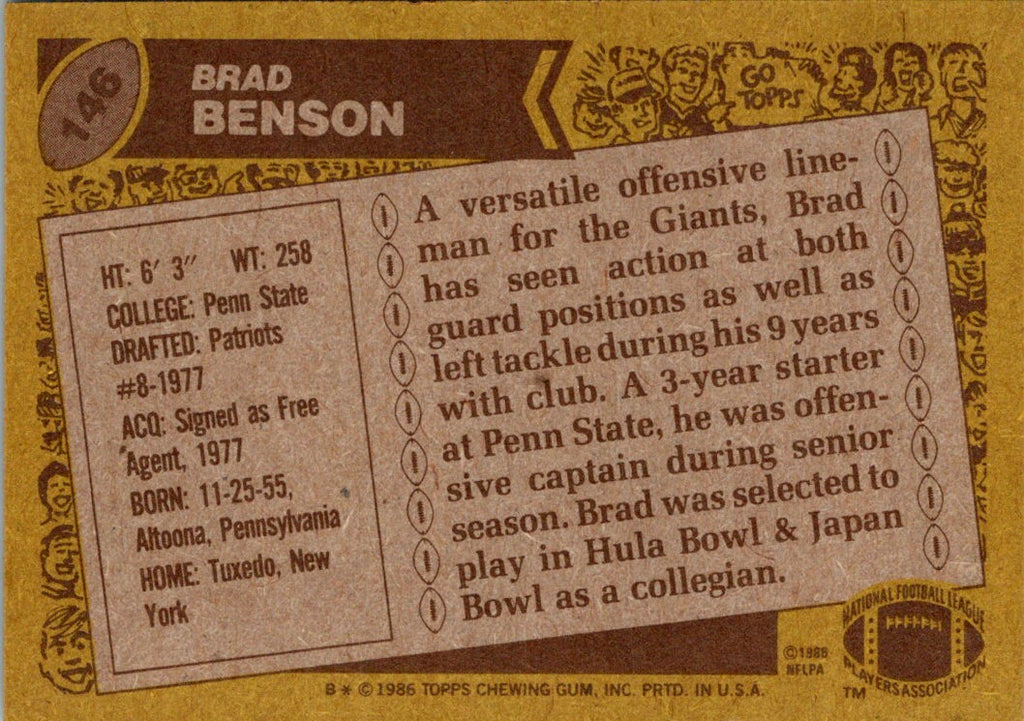 146
BRAD
BENSON
GO
TOPPS
HT: 6' 3" WT: 258
COLLEGE: Penn State
DRAFTED: Patriots
#8-1977
ACQ: Signed as Free
Agent, 1977
BORN: 11-25-55,
Altoona, Pennsylvania
HOME: Tuxedo, New
York
A versatile offensive line-
man for the Giants, Brad
has seen action at both
guard positions as well as
left tackle during his 9 years
with club. A 3-year starter
at Penn State, he was offen-
sive captain during senior
season. Brad was selected to
play in Hula Bowl & Japan
Bowl as a collegian.
©1986
NFLPA
NATIONAL FOOTBALL LEAGUE
PLAYERS ASSOCIATION
TM
B * © 1986 TOPPS CHEWING GUM, INC. PRTD. IN U.S.A.